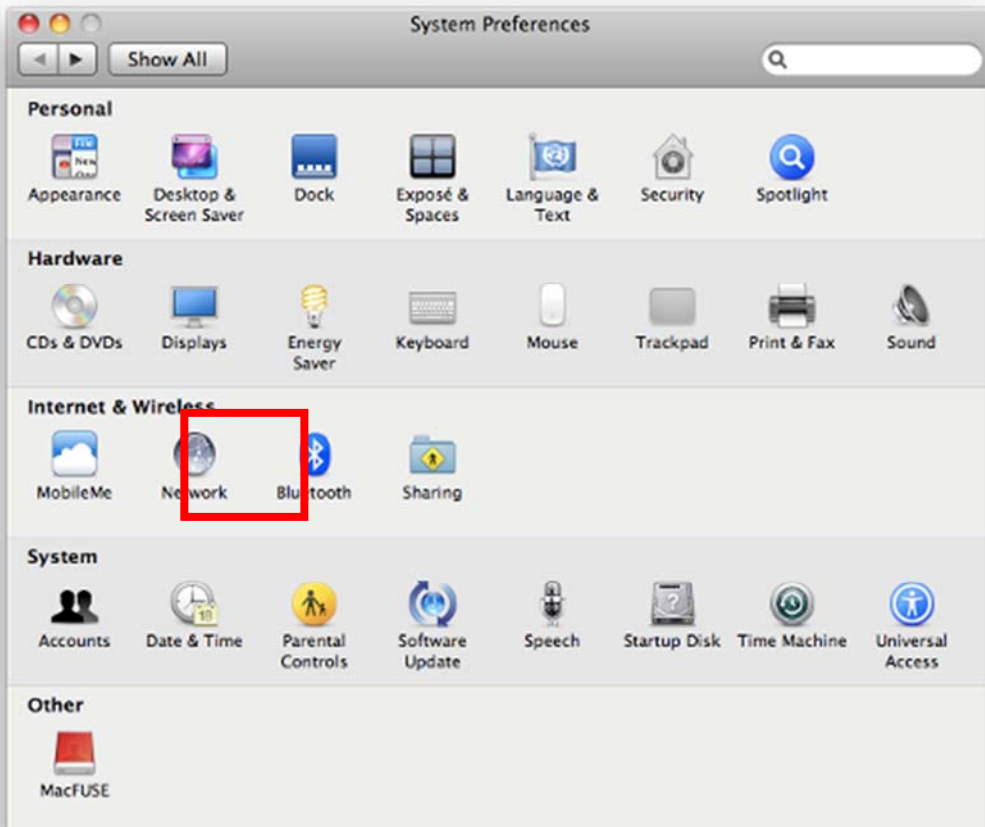 System Preferences
Show All
Personal
Appearance
Desktop &
Screen Saver
Dock
Exposé &
Spaces
Language &
Text
Security
Spotlight
Hardware
CDs & DVDs
Displays
Energy
Saver
Keyboard
Mouse
Trackpad
Print & Fax
Sound
Internet & Wireless
MobileMe
Network
Bluetooth
Sharing
System
Accounts
Date & Time
18
Parental
Controls
Software
Update
Speech
?
Startup Disk
Time Machine
Universal
Access
Other
MacFUSE